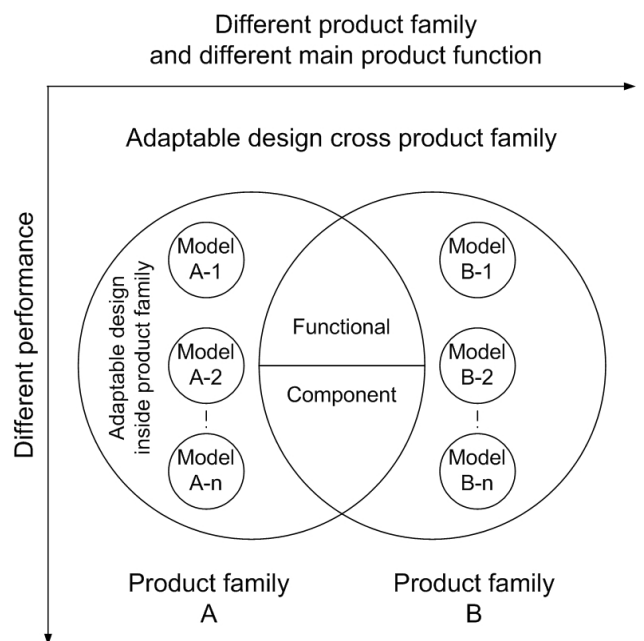 Different product family
and different main product function
Adaptable design cross product family
Different performance
Adaptable design
inside product family
Model
A-1
Model
A-2
Model
A-n
Functional
Component
Model
B-1
Model
B-2
Model
B-n
Product family
A
Product family
B